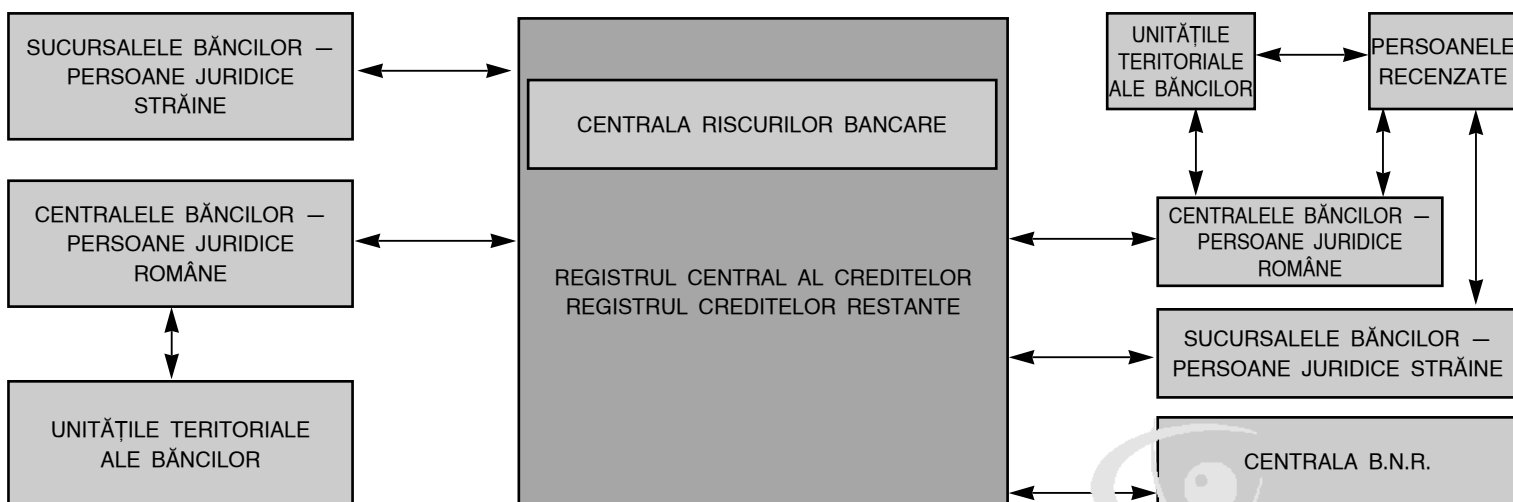 SUCURSALELE BĂNCILOR —
PERSOANE JURIDICE
STRĂINE
CENTRALELE BĂNCILOR —
PERSOANE JURIDICE
ROMÂNE
UNITĂȚILE TERITORIALE
ALE BĂNCILOR
CENTRALA RISCURILOR BANCARE
REGISTRUL CENTRAL AL CREDITELOR
REGISTRUL CREDITELOR RESTANTE
UNITĂȚILE
TERITORIALE
ALE BĂNCILOR
PERSOANELE
RECENZATE
CENTRALELE BĂNCILOR —
PERSOANE JURIDICE
ROMÂNE
SUCURSALELE BĂNCILOR —
PERSOANE JURIDICE STRĂINE
CENTRALA B.N.R.